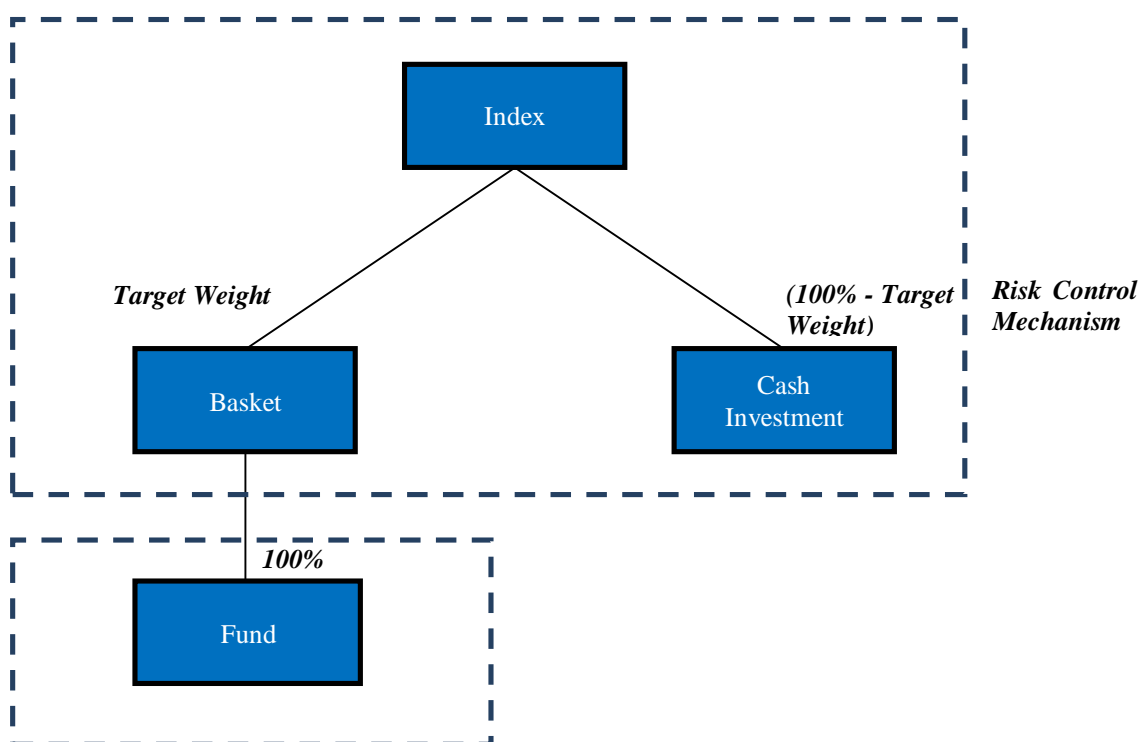 Index
Target Weight
(100% - Target
Weight)
Risk Control
Mechanism
Basket
Cash
Investment
100%
Fund